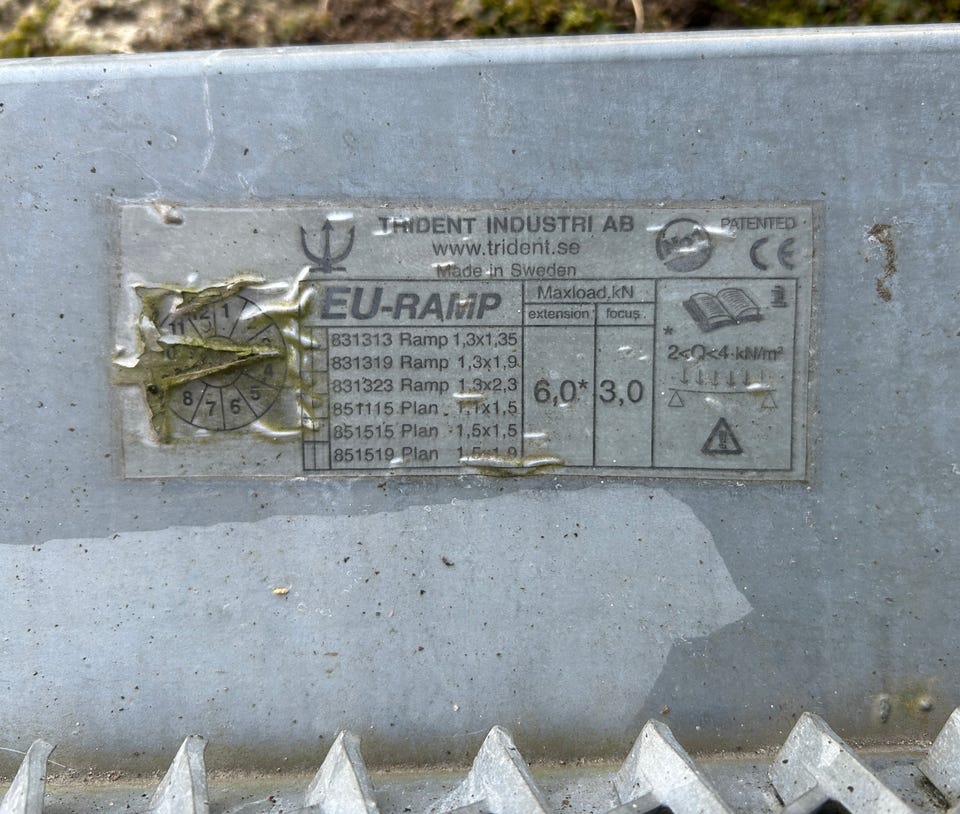 TRIDENT INDUSTRI AB
www.trident.se
Made in Sweden
PATENTED
CE
EU-RAMP
Maxload.kN
extension focus.
831313 Ramp 1,3x1,35
831319 Ramp 1,3x1,9
831323 Ramp 1,3x2,3
851115 Plan 1,1x1,5
851515 Plan 1,5x1,5
851519 Plan 1,5x1,9
6,0* 3,0
*
2<Q<4 kN/m²
11 12 1
4
8 7 6 5